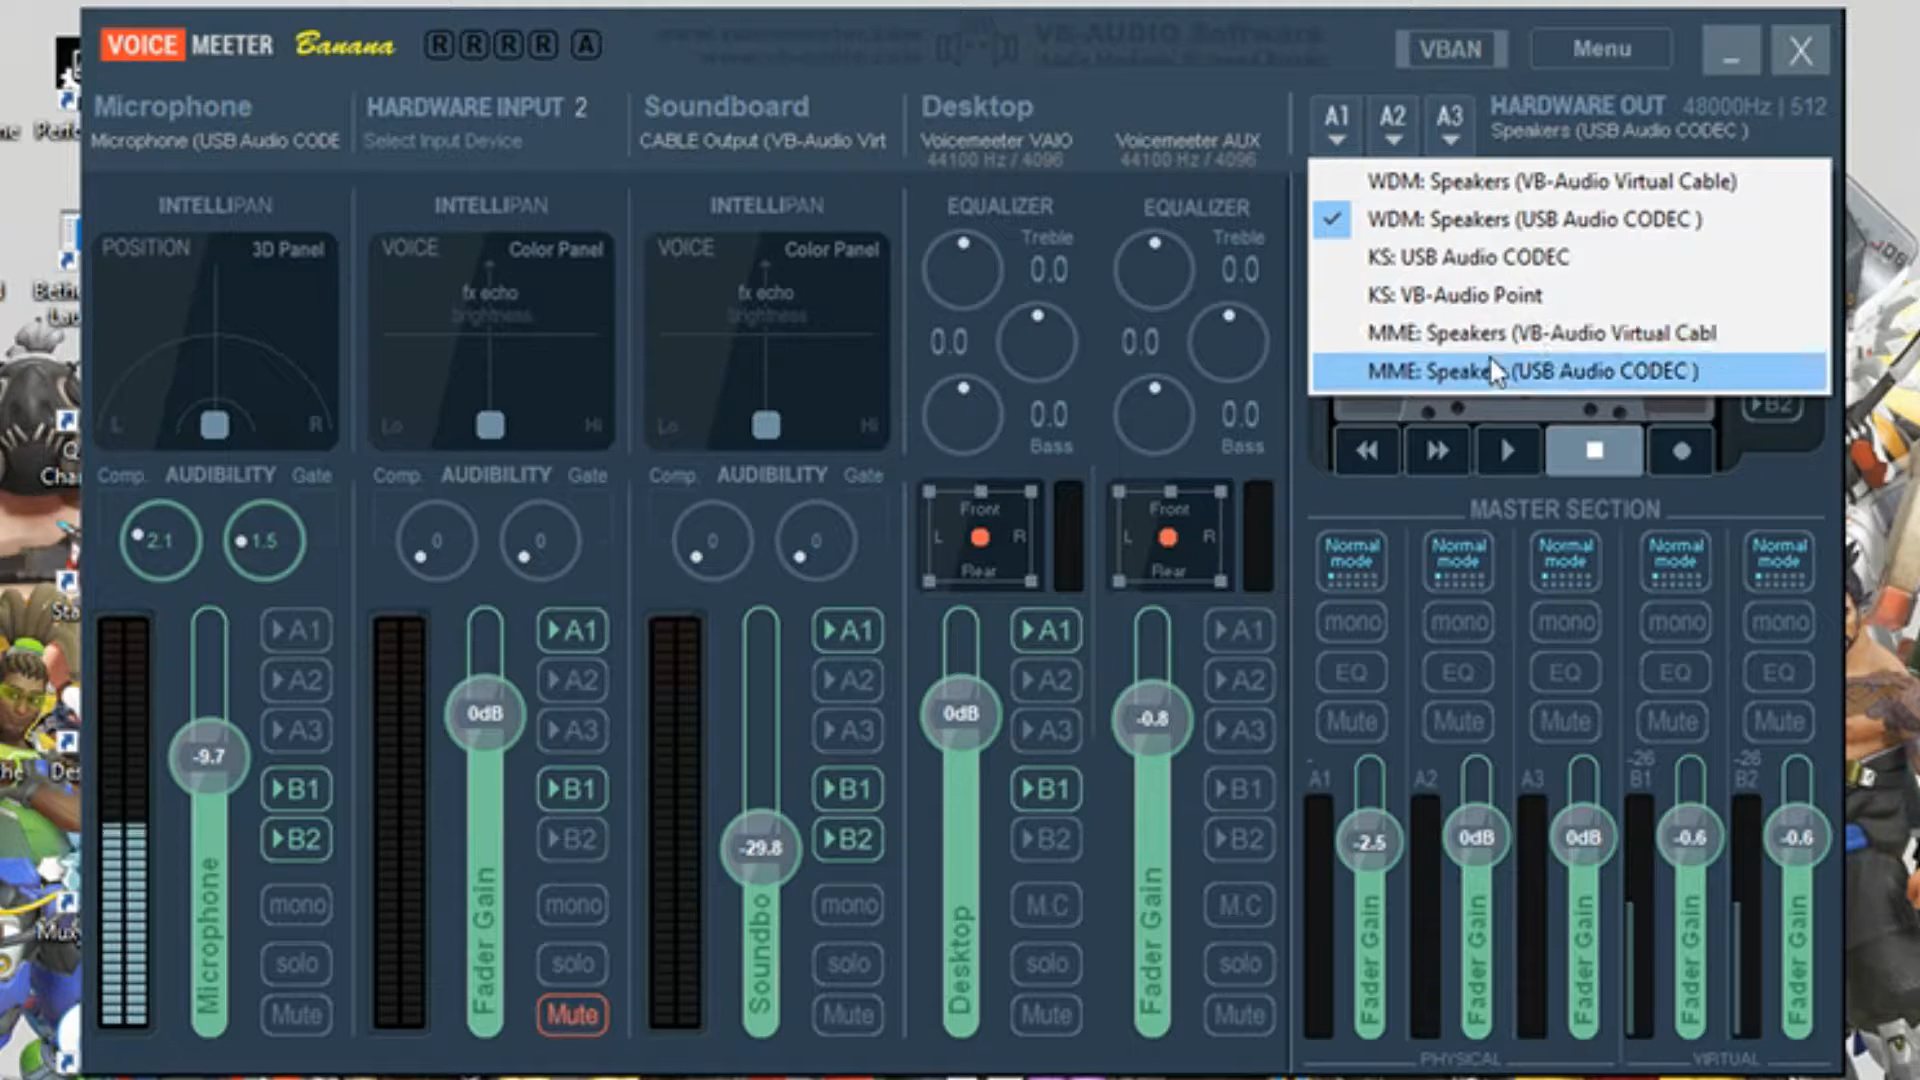 VOICE MEETER Banana R R R R A
VBAN Menu _ X
Microphone
Microphone (USB Audio CODE
HARDWARE INPUT 2
Select Input Device
Soundboard
CABLE Output (VB-Audio Virt
Desktop
Voicemeeter VAIO
44100 Hz / 4096
Voicemeeter AUX
44100 Hz / 4096
A1 A2 A3
HARDWARE OUT 48000Hz | 512
Speakers (USB Audio CODEC )
WDM: Speakers (VB-Audio Virtual Cable)
WDM: Speakers (USB Audio CODEC )
KS: USB Audio CODEC
KS: VB-Audio Point
MME: Speakers (VB-Audio Virtual Cabl
MME: Speakers (USB Audio CODEC )
INTELLIPAN INTELLIPAN INTELLIPAN EQUALIZER EQUALIZER
POSITION 3D Panel VOICE Color Panel VOICE Color Panel
fx echo fx echo
brightness brightness
L R Lo Hi Lo Hi
Treble Treble
0.0 0.0
0.0 0.0
0.0 0.0
Bass Bass
B2
Comp. AUDIBILITY Gate Comp. AUDIBILITY Gate Comp. AUDIBILITY Gate
2.1 1.5 0 0 0 0
Front Front
L R L R
Rear Rear
MASTER SECTION
Normal mode Normal mode Normal mode Normal mode Normal mode
mono mono mono mono mono
EQ EQ EQ EQ EQ
Mute Mute Mute Mute Mute
A1 A1 A1 A1 A1
A2 A2 A2 A2 A2
A3 A3 A3 A3 A3
B1 B1 B1 B1 B1
B2 B2 B2 B2 B2
mono mono mono M.C M.C
solo solo solo solo solo
Mute Mute Mute Mute Mute
-9.7 0dB -29.8 0dB -0.8
Microphone Fader Gain Soundbo Desktop Fader Gain
-26 -26
A1 A2 A3 B1 B2
-2.5 0dB 0dB -0.6 -0.6
Fader Gain Fader Gain Fader Gain Fader Gain Fader Gain
PHYSICAL VIRTUAL